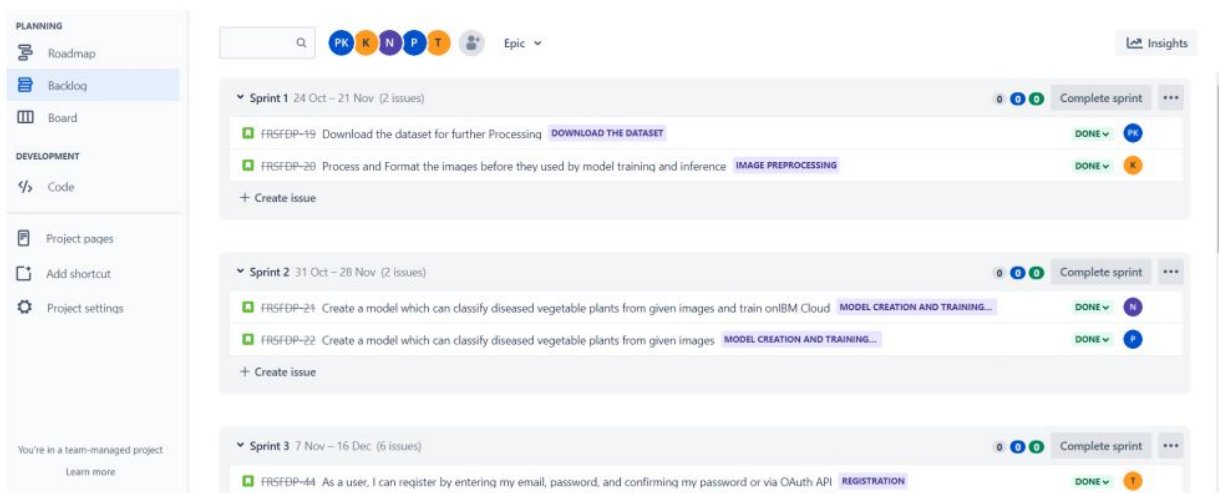 PLANNING
Roadmap
Backlog
Board
DEVELOPMENT
Code
Project pages
Add shortcut
Project settings
You're in a team-managed project
Learn more
PK K N P T Epic Insights
Sprint 1 24 Oct – 21 Nov (2 issues) 0 0 0 Complete sprint
FRSFDP-19 Download the dataset for further Processing DOWNLOAD THE DATASET DONE PK
FRSFDP-20 Process and Format the images before they used by model training and inference IMAGE PREPROCESSING DONE K
+ Create issue
Sprint 2 31 Oct – 28 Nov (2 issues) 0 0 0 Complete sprint
FRSFDP-21 Create a model which can classify diseased vegetable plants from given images and train onIBM Cloud MODEL CREATION AND TRAINING... DONE N
FRSFDP-22 Create a model which can classify diseased vegetable plants from given images MODEL CREATION AND TRAINING... DONE P
+ Create issue
Sprint 3 7 Nov – 16 Dec (6 issues) 0 0 0 Complete sprint
FRSFDP-44 As a user, I can register by entering my email, password, and confirming my password or via OAuth API REGISTRATION DONE T